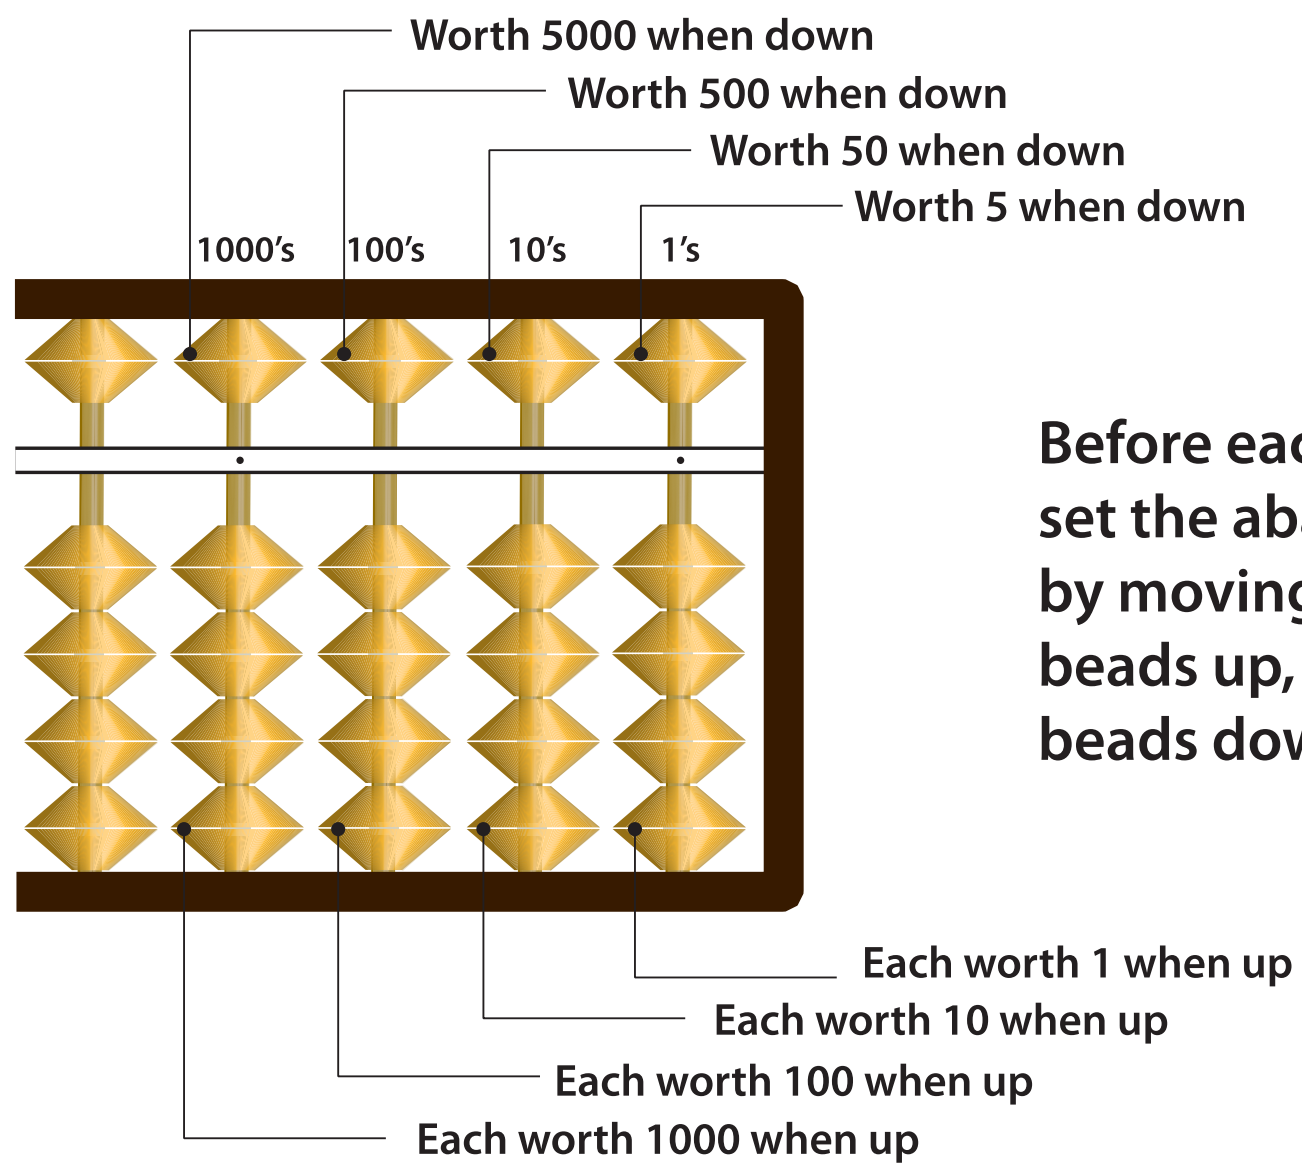 Worth 5000 when down
Worth 500 when down
Worth 50 when down
Worth 5 when down
1000’s 100’s 10’s 1’s
Before
set the
by
beads up,
beads
Each worth 1 when up
Each worth 10 when up
Each worth 100 when up
Each worth 1000 when up